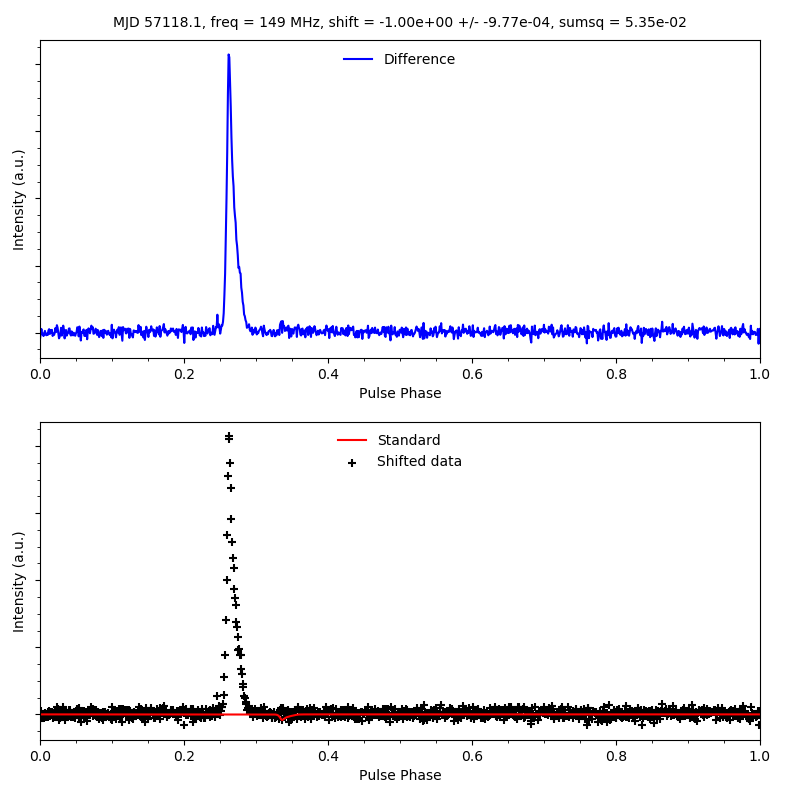 MJD 57118.1, freq = 149 MHz, shift = -1.00e+00 +/- -9.77e-04, sumsq = 5.35e-02
Difference
Intensity (a.u.)
0.0 0.2 0.4 0.6 0.8 1.0
Pulse Phase
Standard
Shifted data
Intensity (a.u.)
0.0 0.2 0.4 0.6 0.8 1.0
Pulse Phase